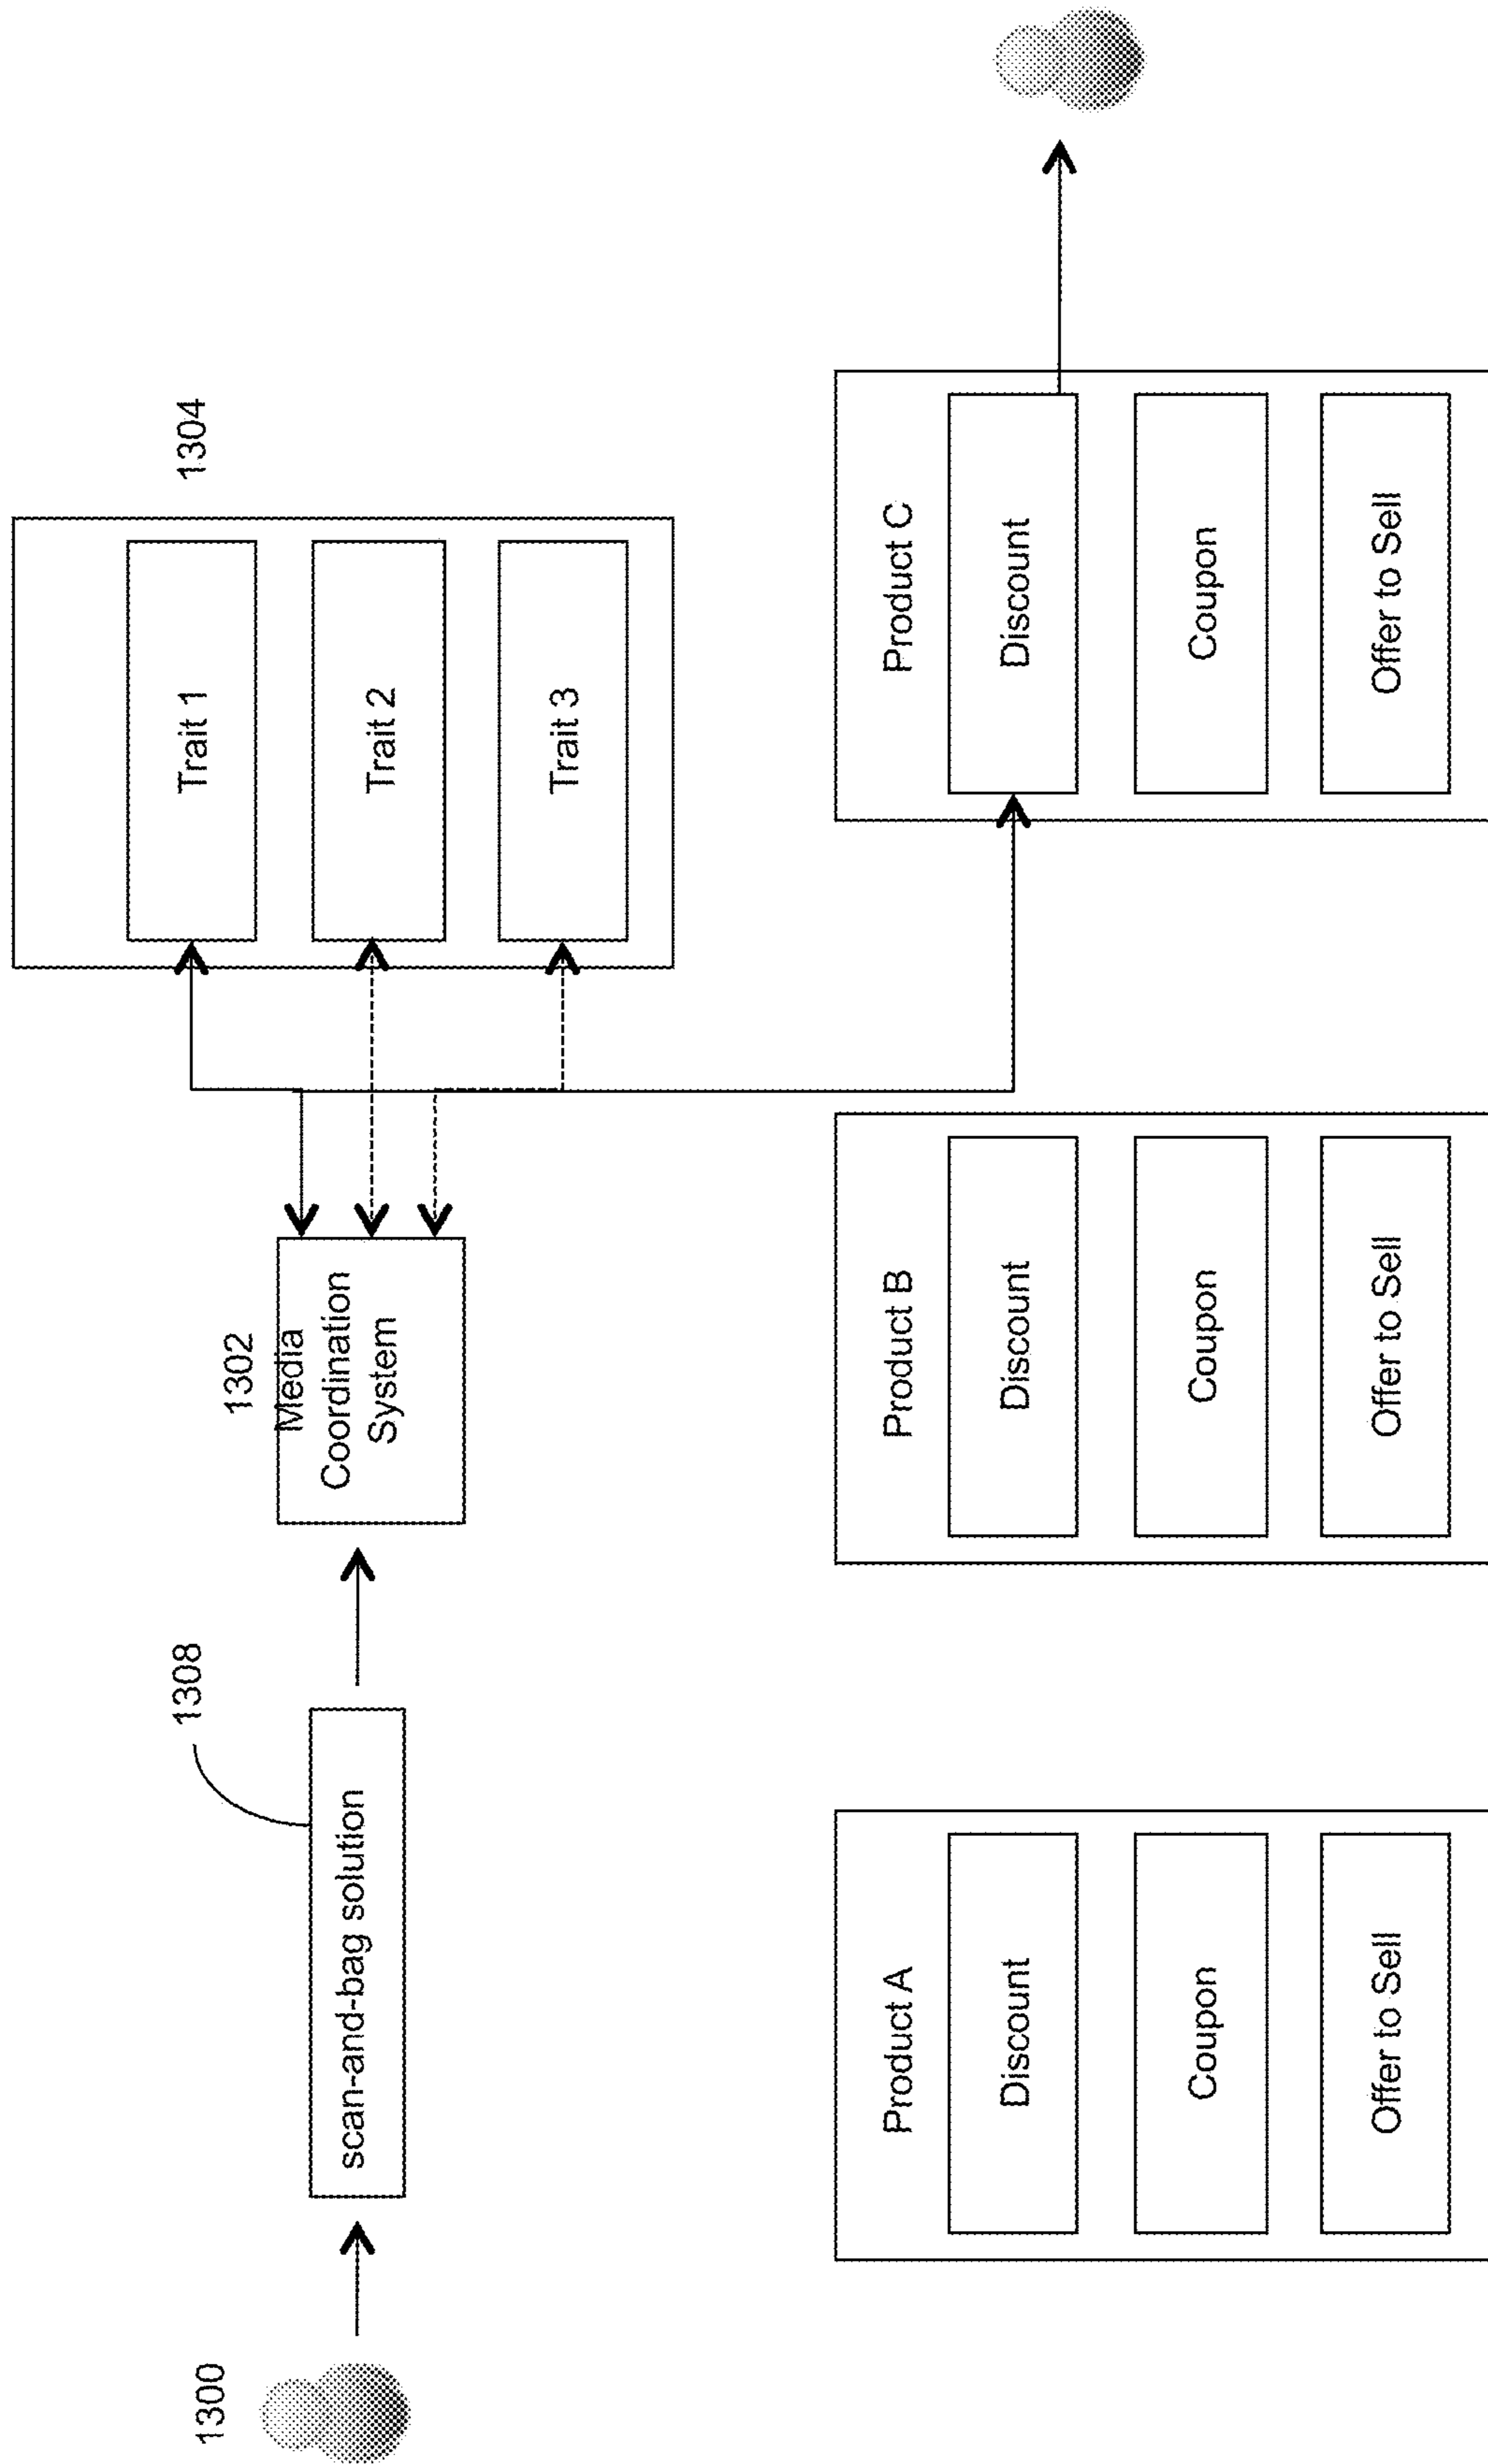 1300
scan-and-bag solution
1308
1302
Media
Coordination
System
1304
Trait 1
Trait 2
Trait 3
Product A
Discount
Coupon
Offer to Sell
Product B
Discount
Coupon
Offer to Sell
Product C
Discount
Coupon
Offer to Sell